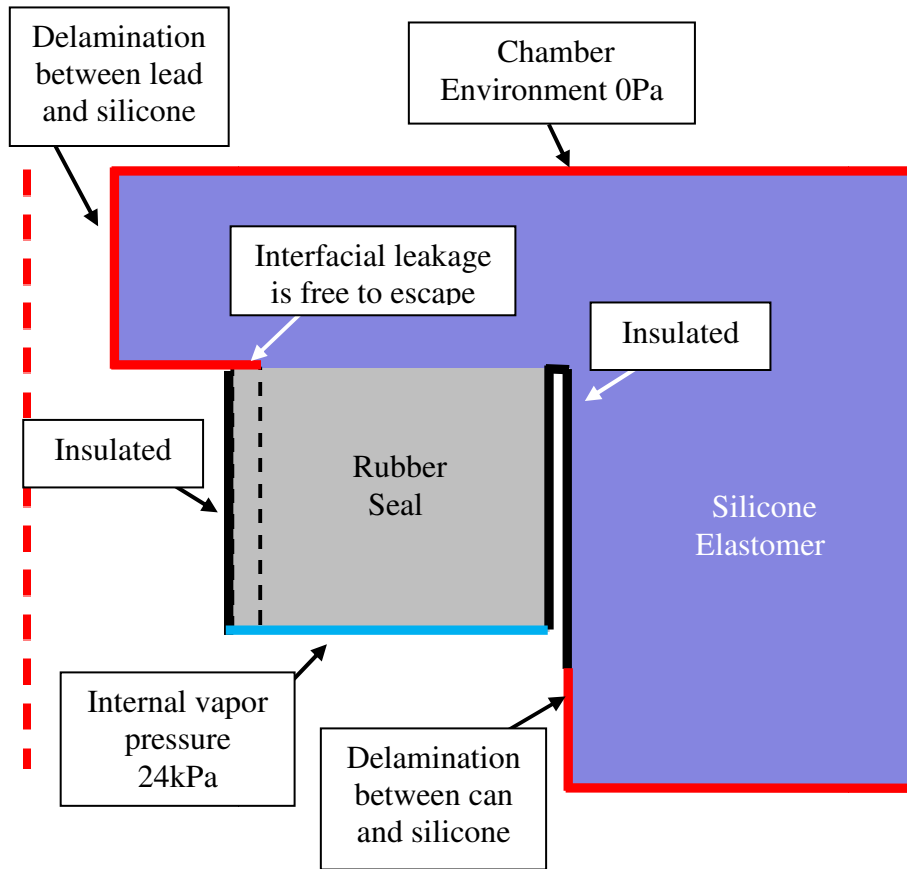 Delamination
between lead
and silicone
Chamber
Environment 0Pa
Interfacial leakage
is free to escape
Insulated
Insulated
Rubber
Seal
Silicone
Elastomer
Internal vapor
pressure
24kPa
Delamination
between can
and silicone